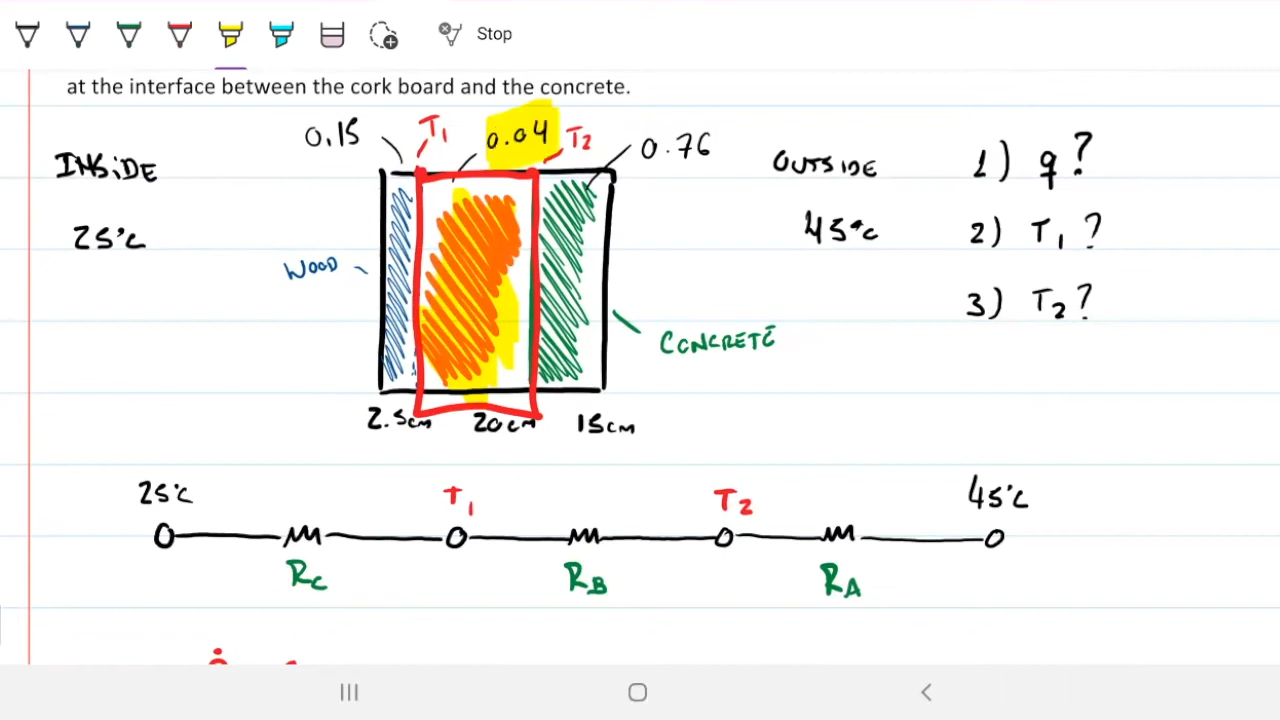 Stop
at the interface between the cork board and the concrete.
0.15 T1 0.04 T2 0.76
INSIDE OUTSIDE 1) q?
25°C 45°C 2) T1?
WOOD
3) T2?
CONCRETE
2.5cm 20cm 15cm
25°C T1 T2 45°C
RC RB RA